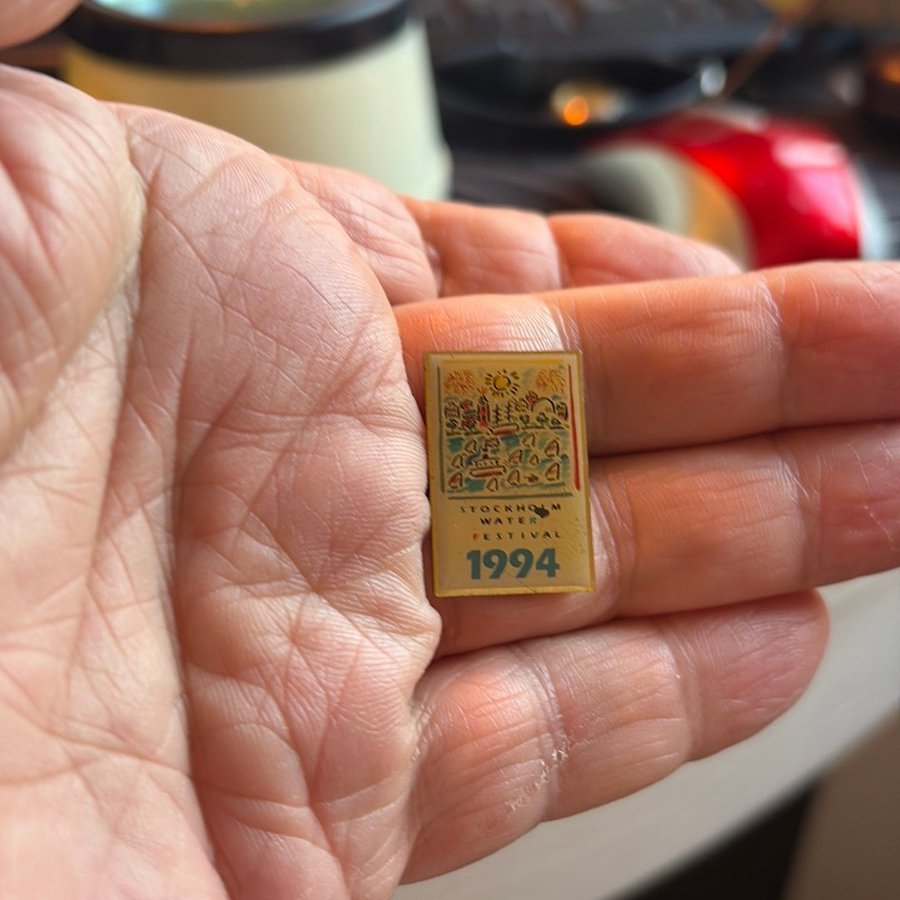 STOCKHOLM
WATER
FESTIVAL
1994